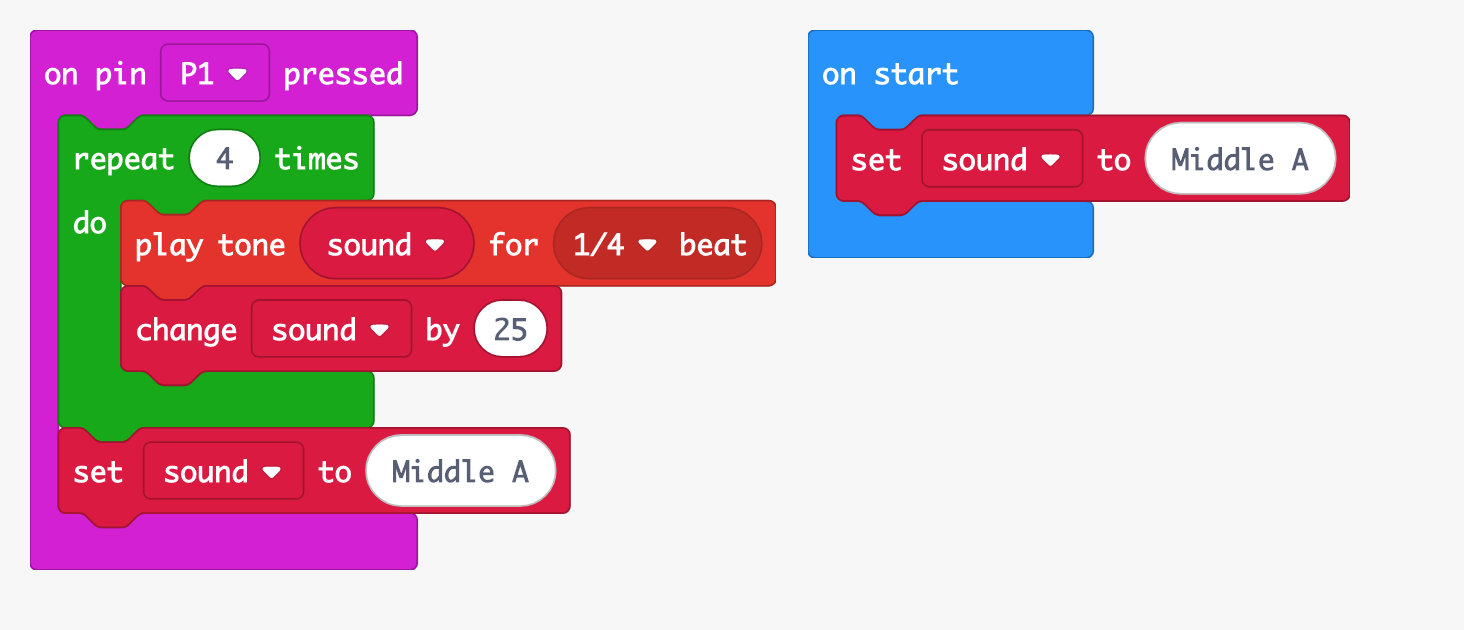 on pin P1 pressed
repeat 4 times
do
play tone sound for 1/4 beat
change sound by 25
set sound to Middle A
on start
set sound to Middle A